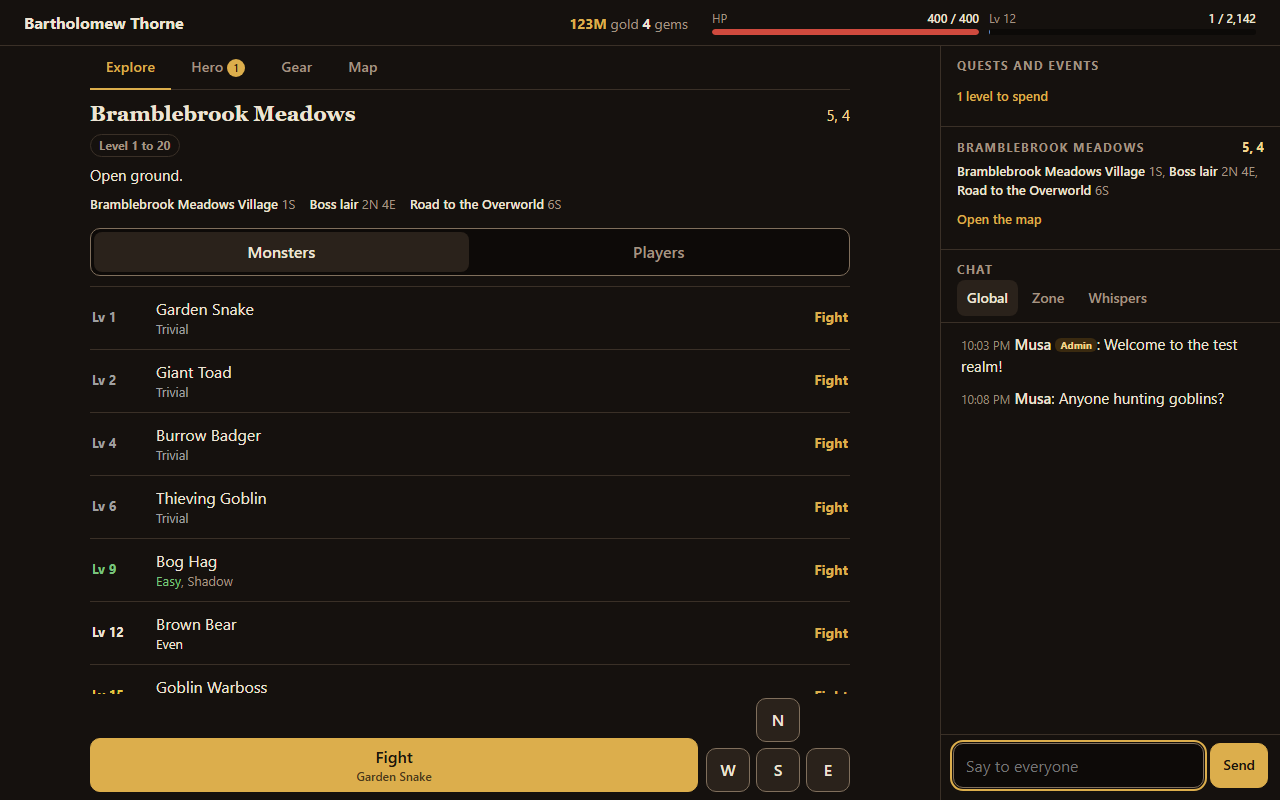 Bartholomew Thorne
123M gold 4 gems
HP 400 / 400
Lv 12 1 / 2,142
Explore
Hero 1
Gear
Map
Bramblebrook Meadows
5, 4
Level 1 to 20
Open ground.
Bramblebrook Meadows Village 1S Boss lair 2N 4E Road to the Overworld 6S
Monsters
Players
Lv 1
Garden Snake
Trivial
Fight
Lv 2
Giant Toad
Trivial
Fight
Lv 4
Burrow Badger
Trivial
Fight
Lv 6
Thieving Goblin
Trivial
Fight
Lv 9
Bog Hag
Easy, Shadow
Fight
Lv 12
Brown Bear
Even
Fight
Lv 15
Goblin Warboss
Fight
Fight
Garden Snake
N
W
S
E
QUESTS AND EVENTS
1 level to spend
BRAMBLEBROOK MEADOWS
5, 4
Bramblebrook Meadows Village 1S, Boss lair 2N 4E,
Road to the Overworld 6S
Open the map
CHAT
Global
Zone
Whispers
10:03 PM Musa Admin: Welcome to the test
realm!
10:08 PM Musa: Anyone hunting goblins?
Say to everyone
Send